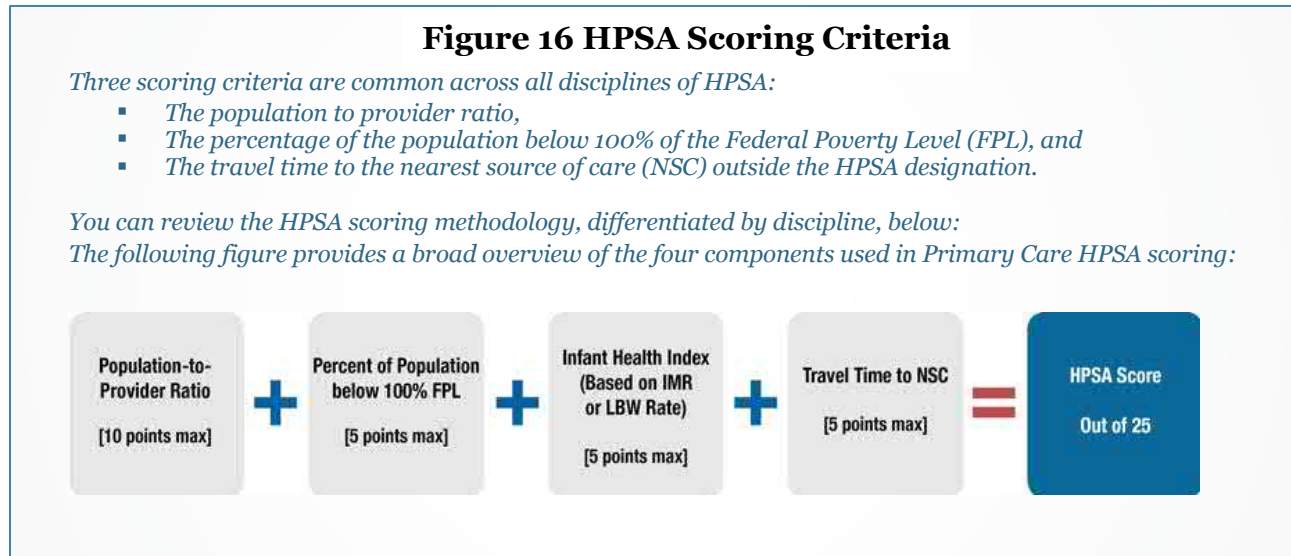 Figure 16 HPSA Scoring Criteria
Three scoring criteria are common across all disciplines of HPSA:
▪ The population to provider ratio,
▪ The percentage of the population below 100% of the Federal Poverty Level (FPL), and
▪ The travel time to the nearest source of care (NSC) outside the HPSA designation.
You can review the HPSA scoring methodology, differentiated by discipline, below:
The following figure provides a broad overview of the four components used in Primary Care HPSA scoring:
Population-to-
Provider Ratio
[10 points max]
+
Percent of Population
below 100% FPL
[5 points max]
+
Infant Health Index
(Based on IMR
or LBW Rate)
[5 points max]
+
Travel Time to NSC
[5 points max]
=
HPSA Score
Out of 25